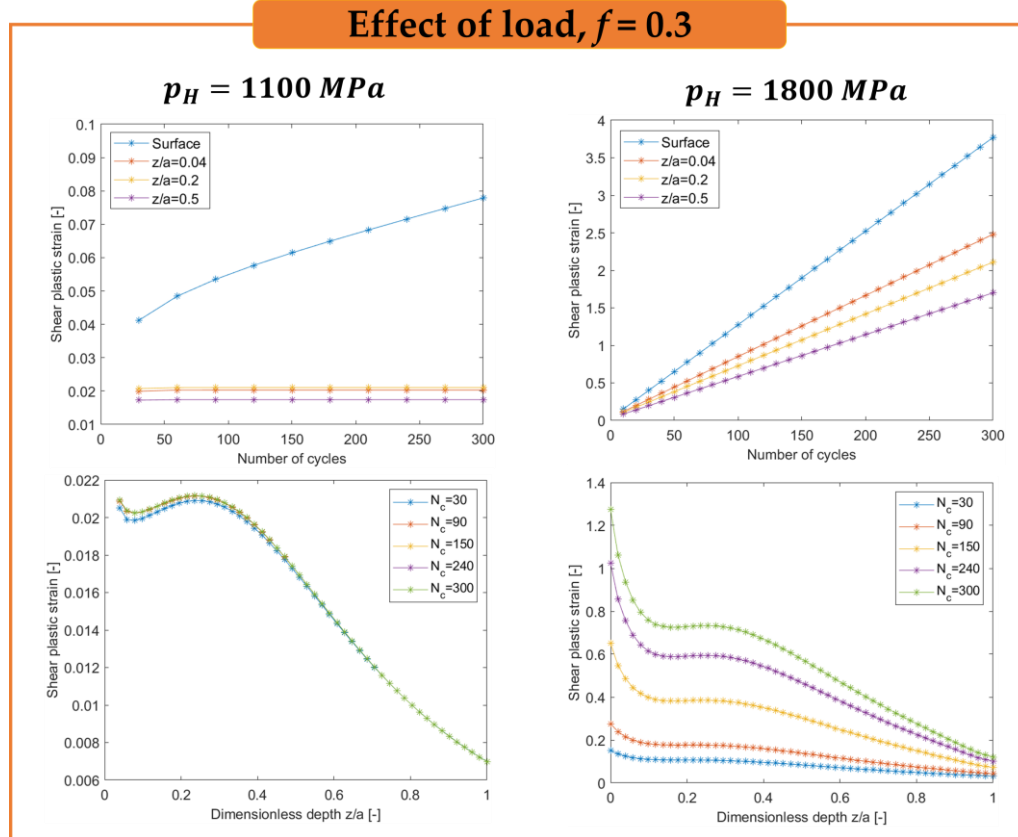 Effect of load, f = 0.3
p_H = 1100 MPa
p_H = 1800 MPa
0.1
0.09
0.08
0.07
0.06
0.05
0.04
0.03
0.02
0.01
Shear plastic strain [-]
Surface
z/a=0.04
z/a=0.2
z/a=0.5
0 50 100 150 200 250 300
Number of cycles
4
3.5
3
2.5
2
1.5
1
0.5
0
Shear plastic strain [-]
Surface
z/a=0.04
z/a=0.2
z/a=0.5
0 50 100 150 200 250 300
Number of cycles
0.022
0.02
0.018
0.016
0.014
0.012
0.01
0.008
0.006
Shear plastic strain [-]
N_c=30
N_c=90
N_c=150
N_c=240
N_c=300
0 0.2 0.4 0.6 0.8 1
Dimensionless depth z/a [-]
1.4
1.2
1
0.8
0.6
0.4
0.2
0
Shear plastic strain [-]
N_c=30
N_c=90
N_c=150
N_c=240
N_c=300
0 0.2 0.4 0.6 0.8 1
Dimensionless depth z/a [-]